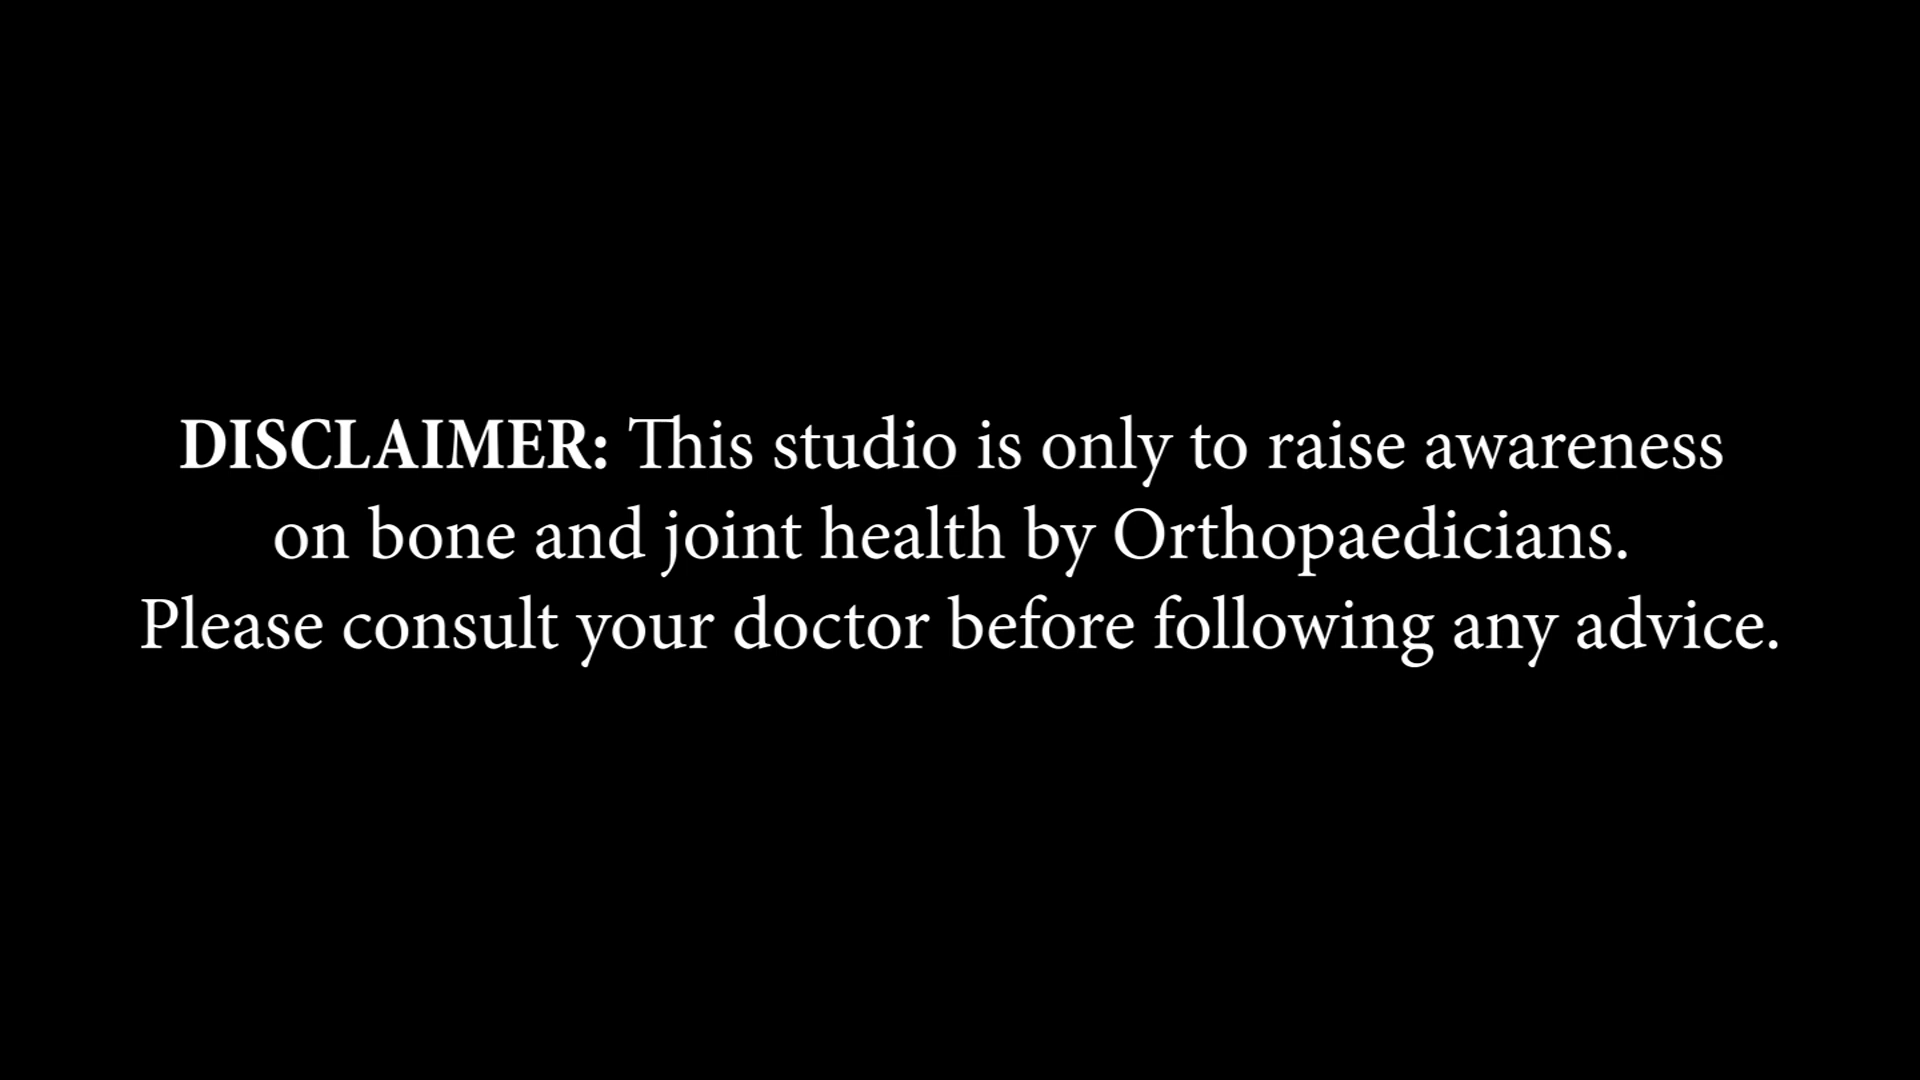 DISCLAIMER: This studio is only to raise awareness
on bone and joint health by Orthopaedicians.
Please consult your doctor before following any advice.